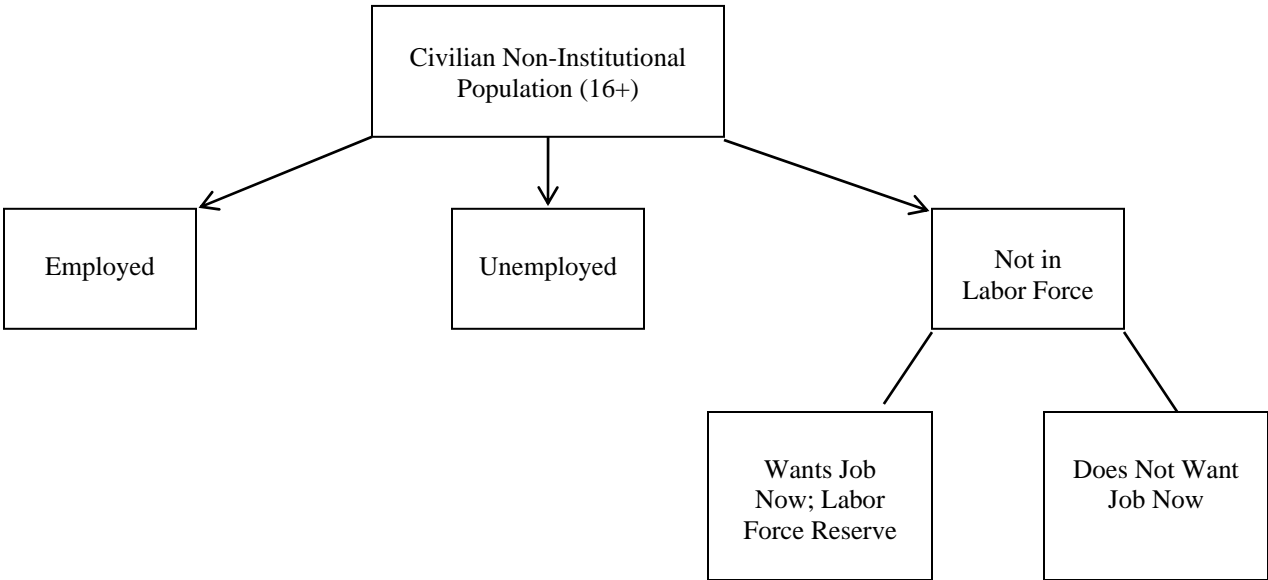 Civilian Non-Institutional
Population (16+)
Employed
Unemployed
Not in
Labor Force
Wants Job
Now; Labor
Force Reserve
Does Not Want
Job Now